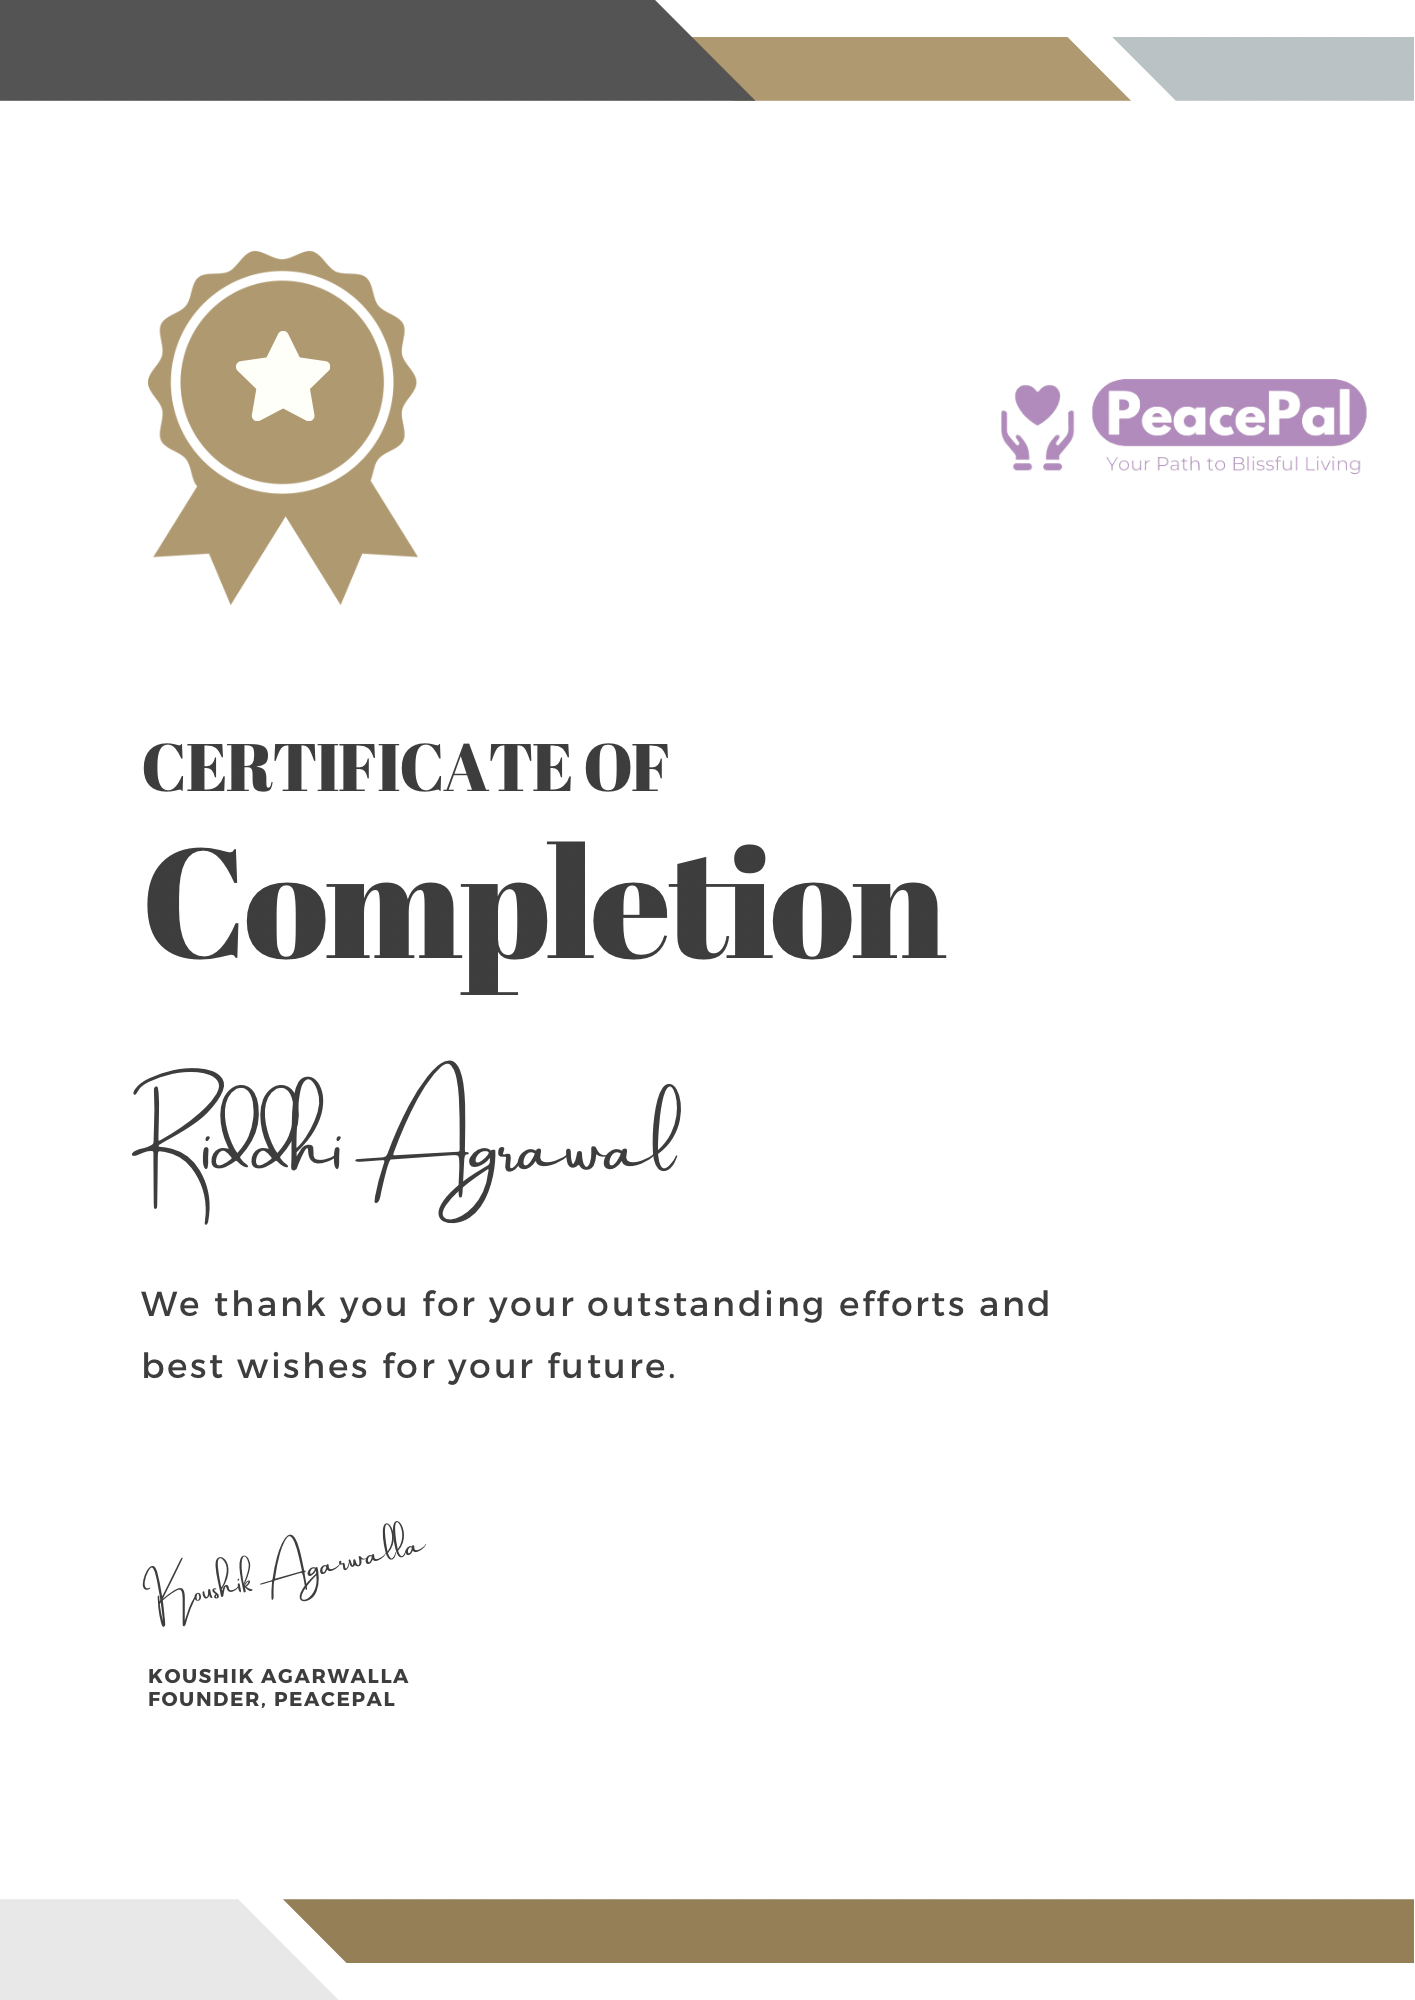 PeacePal
Your Path to Blissful Living
CERTIFICATE OF
Completion
Riddhi Agrawal
We thank you for your outstanding efforts and
best wishes for your future.
Koushik Agarwalla
KOUSHIK AGARWALLA
FOUNDER, PEACEPAL